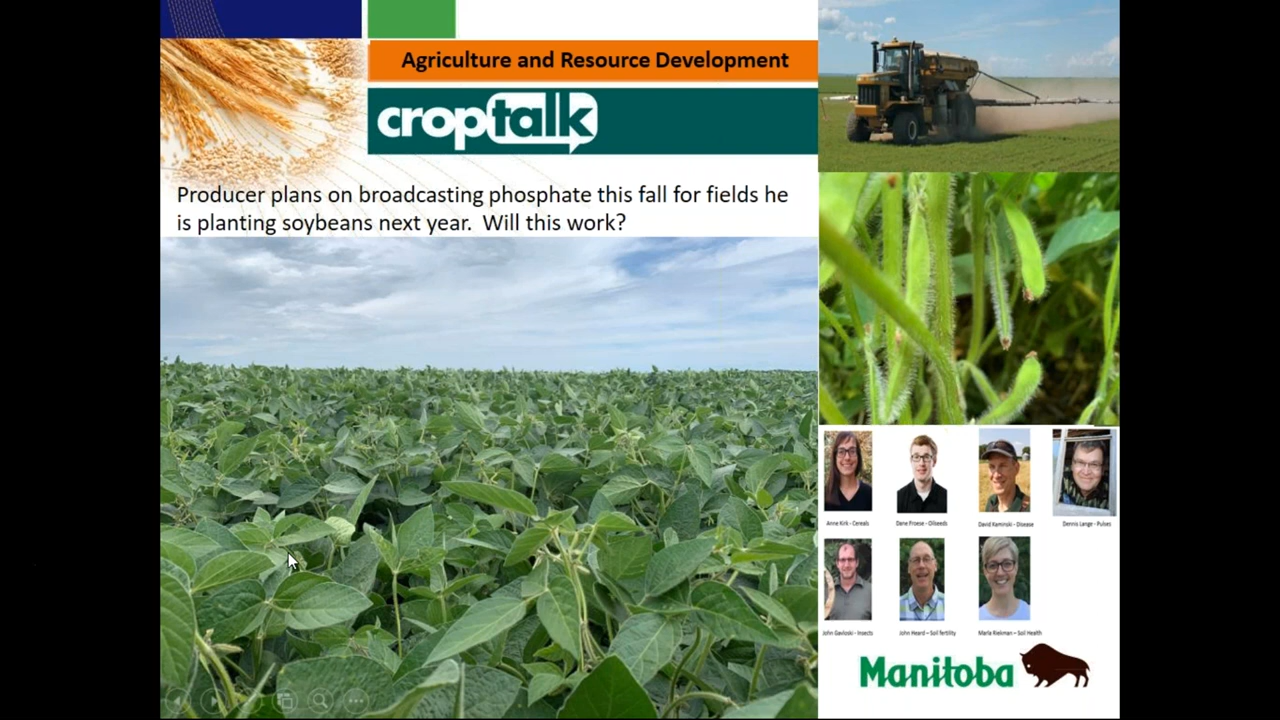 Agriculture and Resource Development
croptalk
Producer plans on broadcasting phosphate this fall for fields he
is planting soybeans next year.  Will this work?
Anne Kirk - Cereals
Dane Froese - Oilseeds
David Kaminski - Disease
Dennis Lange - Pulses
John Gavloski - Insects
John Heard – Soil fertility
Marla Riekman – Soil Health
Manitoba